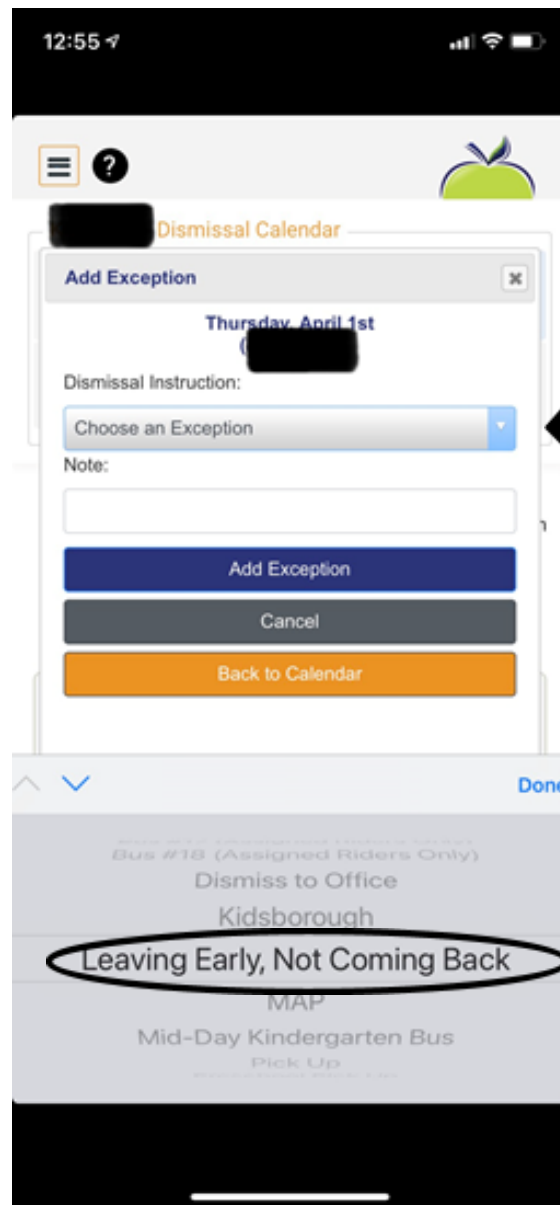 12:55
?
Dismissal Calendar
Add Exception
Thursday, April 1st
(
Dismissal Instruction:
Choose an Exception
Note:
Add Exception
Cancel
Back to Calendar
Done
Bus #18 (Assigned Riders Only)
Dismiss to Office
Kidsborough
Leaving Early, Not Coming Back
MAP
Mid-Day Kindergarten Bus
Pick Up